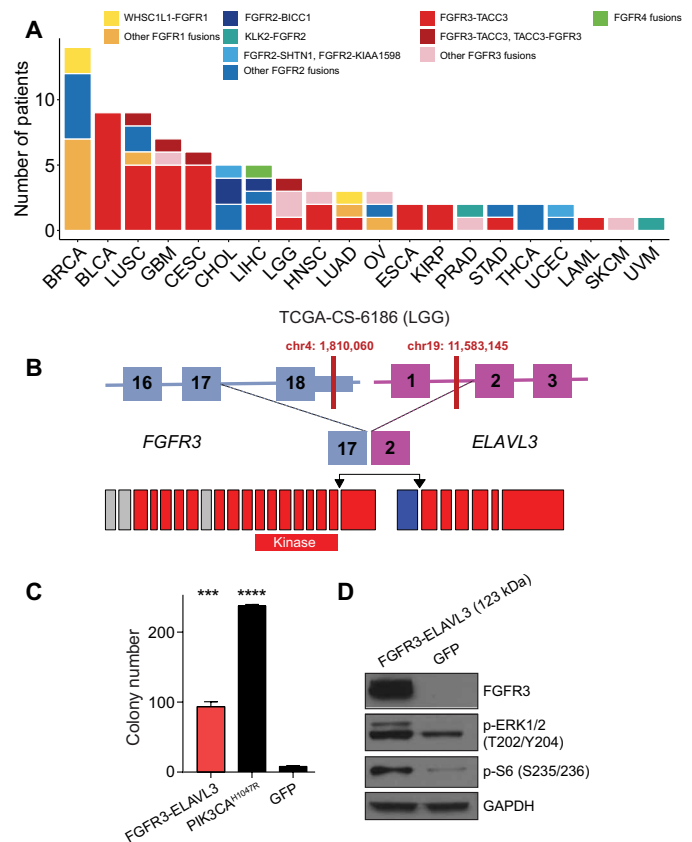 A
WHSC1L1-FGFR1
Other FGFR1 fusions
FGFR2-BICC1
KLK2-FGFR2
FGFR2-SHTN1, FGFR2-KIAA1598
Other FGFR2 fusions
FGFR3-TACC3
FGFR3-TACC3, TACC3-FGFR3
Other FGFR3 fusions
FGFR4 fusions
Number of patients
10
5
0
BRCA
BLCA
LUSC
GBM
CESC
CHOL
LIHC
LGG
HNSC
LUAD
OV
ESCA
KIRP
PRAD
STAD
THCA
UCEC
LAML
SKCM
UVM
TCGA-CS-6186 (LGG)
B
chr4: 1,810,060
chr19: 11,583,145
16 17 18 1 2 3
FGFR3 17 2 ELAVL3
Kinase
C
Colony number
200
100
0
*** ****
FGFR3-ELAVL3
PIK3CA^H1047R
GFP
D
FGFR3-ELAVL3 (123 kDa)
GFP
FGFR3
p-ERK1/2
(T202/Y204)
p-S6 (S235/236)
GAPDH